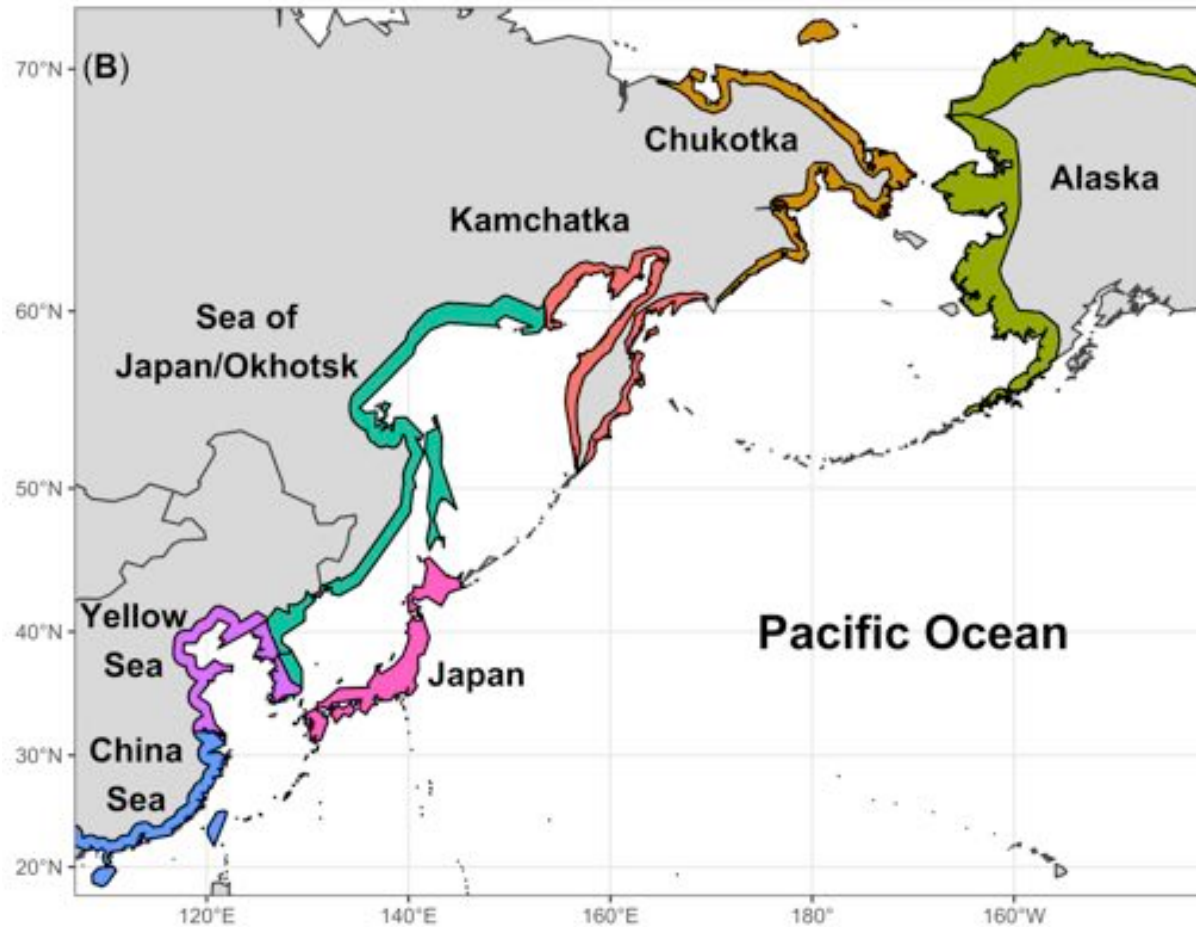 70°N
(B)
Chukotka
Alaska
Kamchatka
60°N
Sea of
Japan/Okhotsk
50°N
Yellow
Sea
40°N
Pacific Ocean
Japan
China
Sea
30°N
20°N
120°E
140°E
160°E
180°
160°W